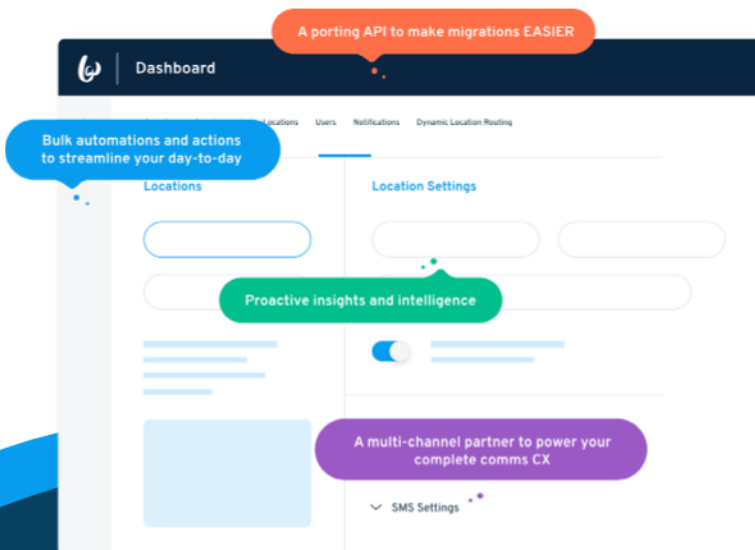 A porting API to make migrations EASIER
Dashboard
Locations Users Notifications Dynamic Location Routing
Bulk automations and actions
to streamline your day-to-day
Locations
Location Settings
Proactive insights and intelligence
A multi-channel partner to power your
complete comms CX
SMS Settings